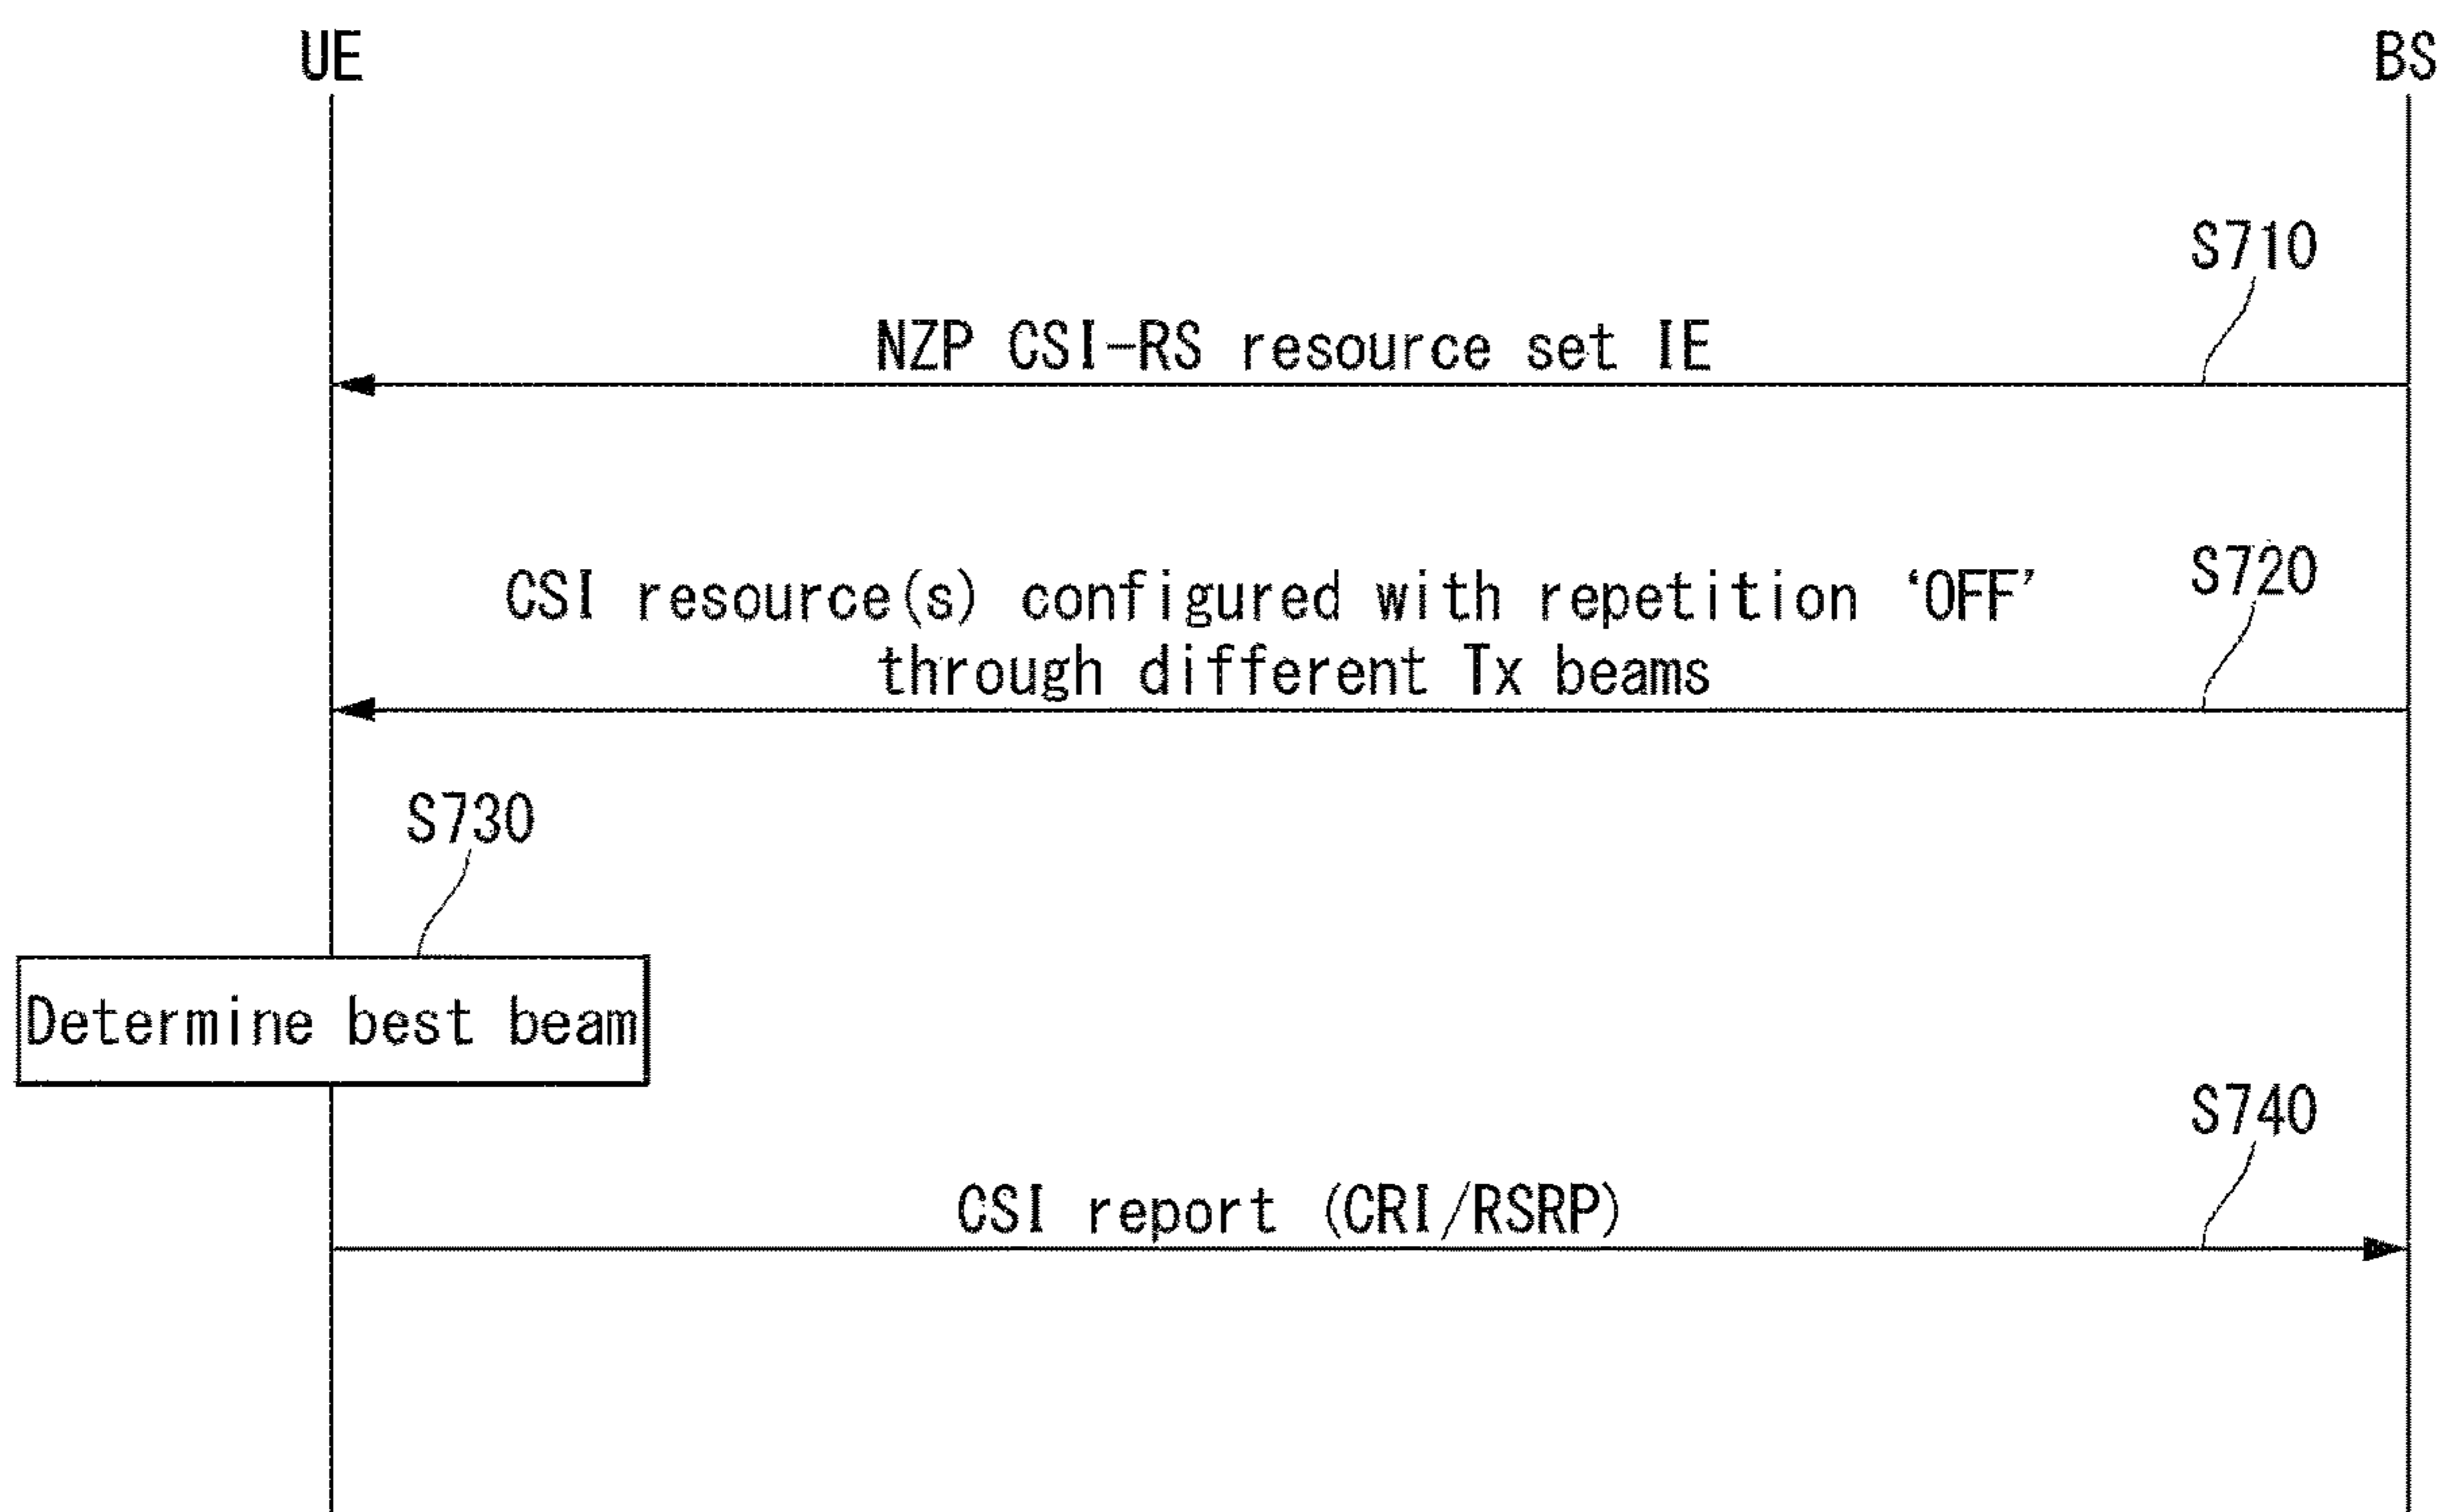 UE
BS
S710
NZP CSI-RS resource set IE
S720
CSI resource(s) configured with repetition ‘OFF’
through different Tx beams
S730
Determine best beam
S740
CSI report (CRI/RSRP)